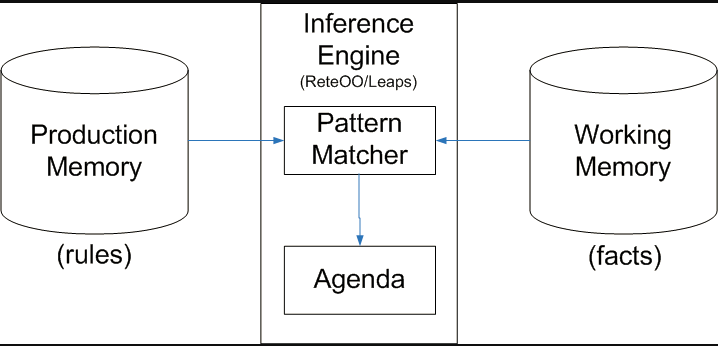 Production
Memory
(rules)
Inference
Engine
(ReteOO/Leaps)
Pattern
Matcher
Agenda
Working
Memory
(facts)